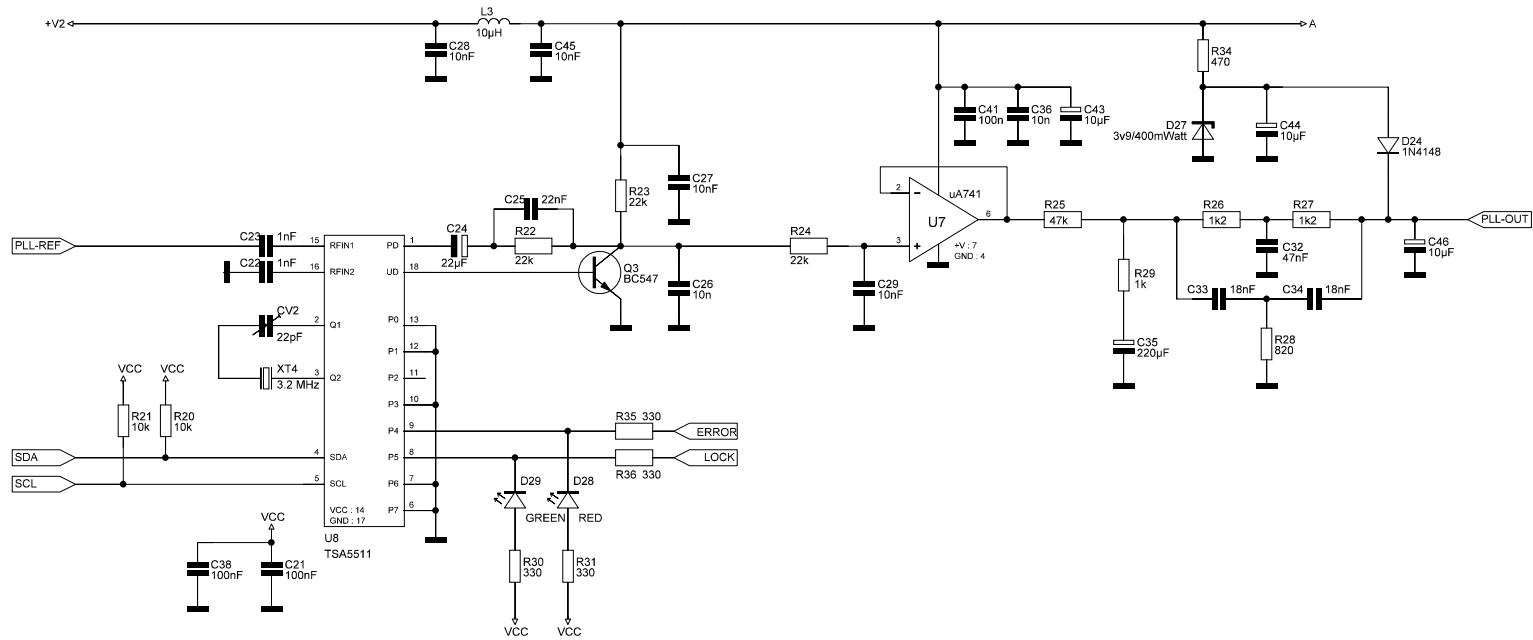 +V2
L3
10µH
A
C28
10nF
C45
10nF
R34
470
C41
100n
C36
10n
C43
10µF
D27
3v9/400mWatt
C44
10µF
D24
1N4148
R23
22k
C27
10nF
C25 22nF
2
uA741
U7
6
3
+V : 7
GND : 4
R25
47k
R26
1k2
R27
1k2
PLL-OUT
PLL-REF
C23 1nF
15 RFIN1
PD 1
C24
22µF
R22
22k
R24
22k
C22 1nF
16 RFIN2
UD 18
Q3
BC547
C26
10n
C29
10nF
R29
1k
C32
47nF
C46
10µF
C33 18nF
C34 18nF
CV2
22pF
2 Q1
P0 13
P1 12
C35
220µF
R28
820
VCC
VCC
XT4
3.2 MHz
3 Q2
P2 11
P3 10
R21
10k
R20
10k
P4 9
R35 330
ERROR
SDA
4 SDA
P5 8
R36 330
LOCK
SCL
5 SCL
P6 7
D29
GREEN
D28
RED
VCC : 14
GND : 17
P7 6
VCC
U8
TSA5511
C38
100nF
C21
100nF
R30
330
R31
330
VCC
VCC